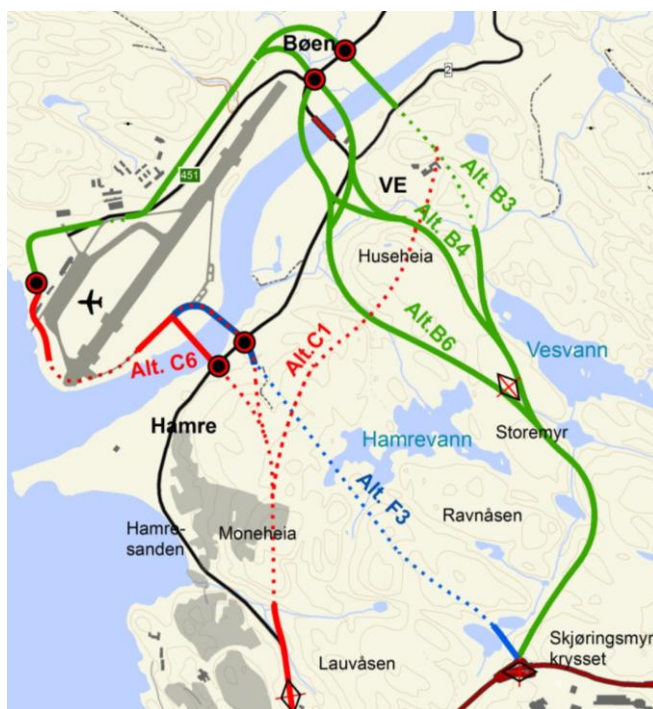 Bøen
2
451
VE
Alt. B3
Alt. B4
Huseheia
Alt.B6
Alt.C1
Alt. C6
Vesvann
Hamre
Hamrevann
Storemyr
Alt. F3
Ravnåsen
Hamre-
sanden
Moneheia
Lauvåsen
Skjøringsmyr
krysset